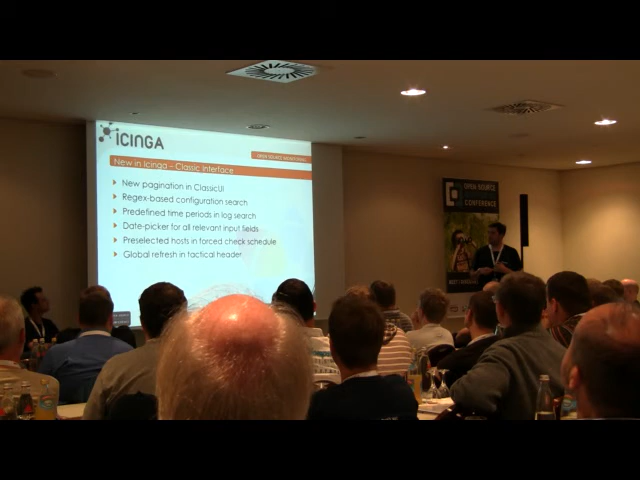 ICINGA
OPEN SOURCE MONITORING
New in Icinga - Classic Interface
New pagination in ClassicUI
Regex-based configuration search
Predefined time periods in log search
Date-picker for all relevant input fields
Preselected hosts in forced check schedule
Global refresh in tactical header
OPEN SOURCE
CONFERENCE